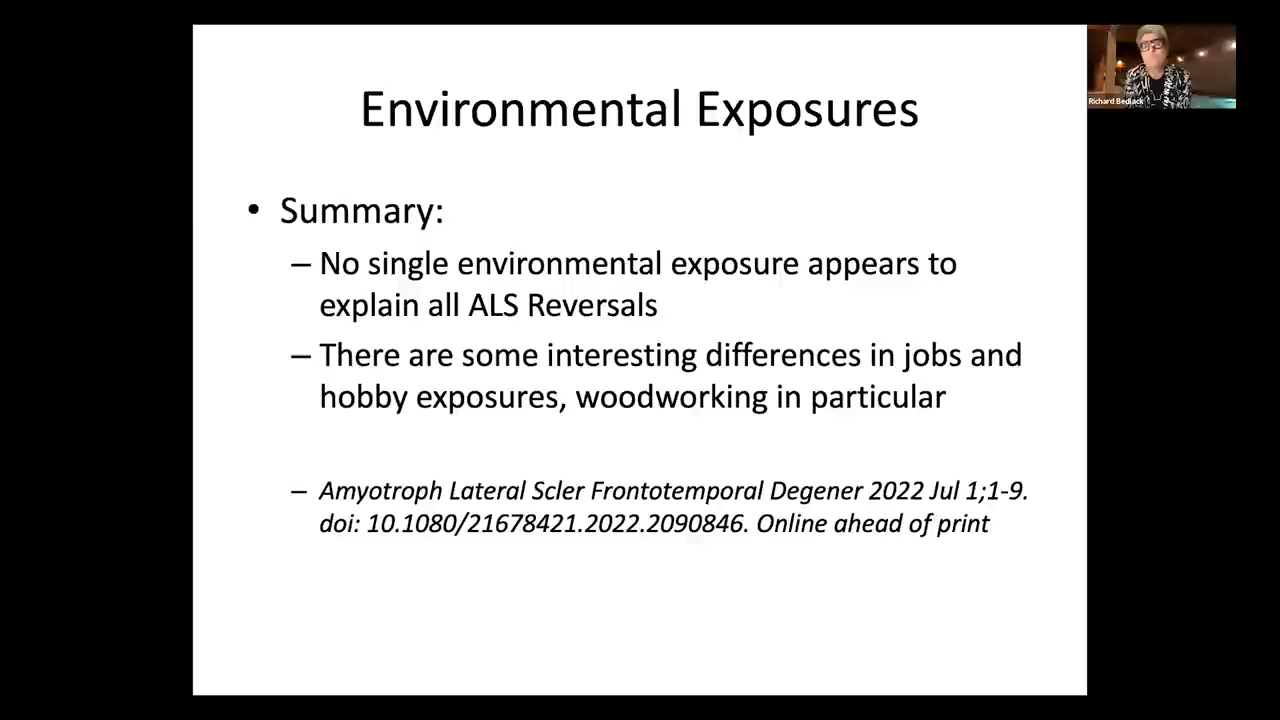 Environmental Exposures
Richard Bedlack
• Summary:
– No single environmental exposure appears to
explain all ALS Reversals
– There are some interesting differences in jobs and
hobby exposures, woodworking in particular
– Amyotroph Lateral Scler Frontotemporal Degener 2022 Jul 1;1-9.
doi: 10.1080/21678421.2022.2090846. Online ahead of print